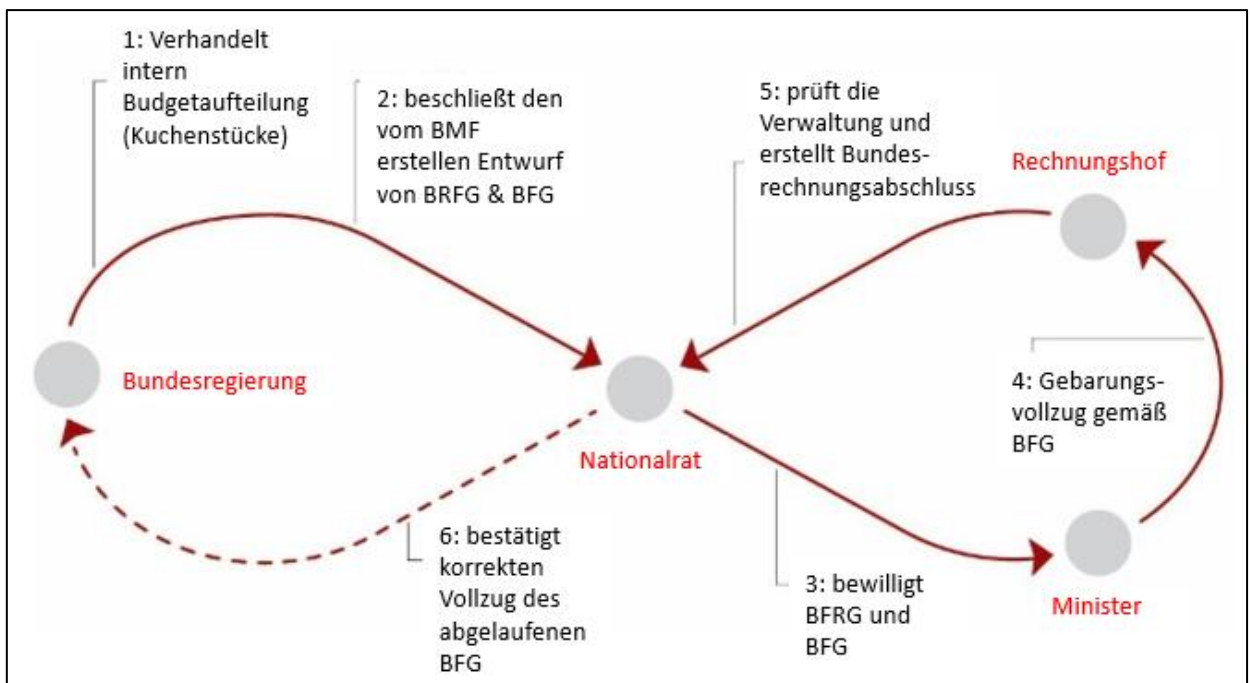 1: Verhandelt
intern
Budgetaufteilung
(Kuchenstücke)
2: beschließt den
vom BMF
erstellen Entwurf
von BRFG & BFG
5: prüft die
Verwaltung und
erstellt Bundes-
rechnungsabschluss
Rechnungshof
Bundesregierung
Nationalrat
4: Gebarungs-
vollzug gemäß
BFG
6: bestätigt
korrekten
Vollzug des
abgelaufenen
BFG
3: bewilligt
BFRG und
BFG
Minister